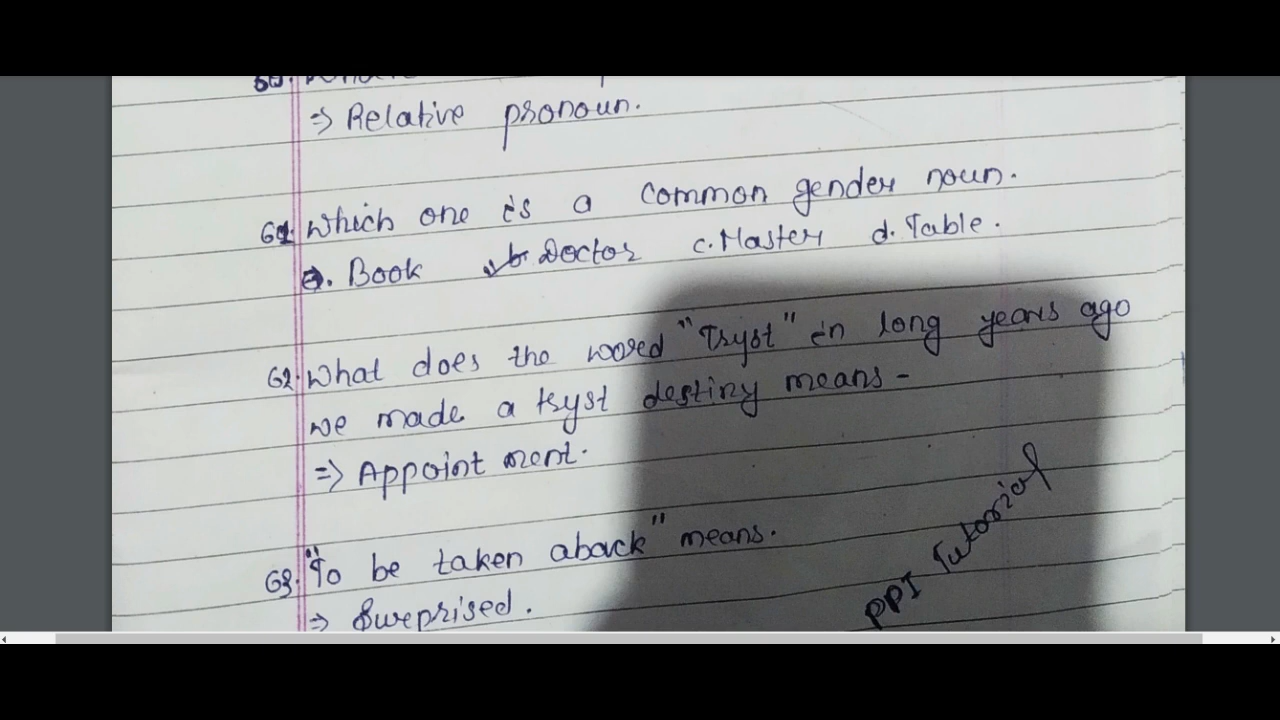 60.
⇒ Relative pronoun.
61. Which one is a common gender noun.
a. Book ✓b. Doctor c. Master d. Table.
62. What does the word "Tryst" in long years ago
we made a tryst destiny means -
⇒ Appoint ment.
63. "To be taken aback" means.
⇒ Surprised.
PPI Tutorial